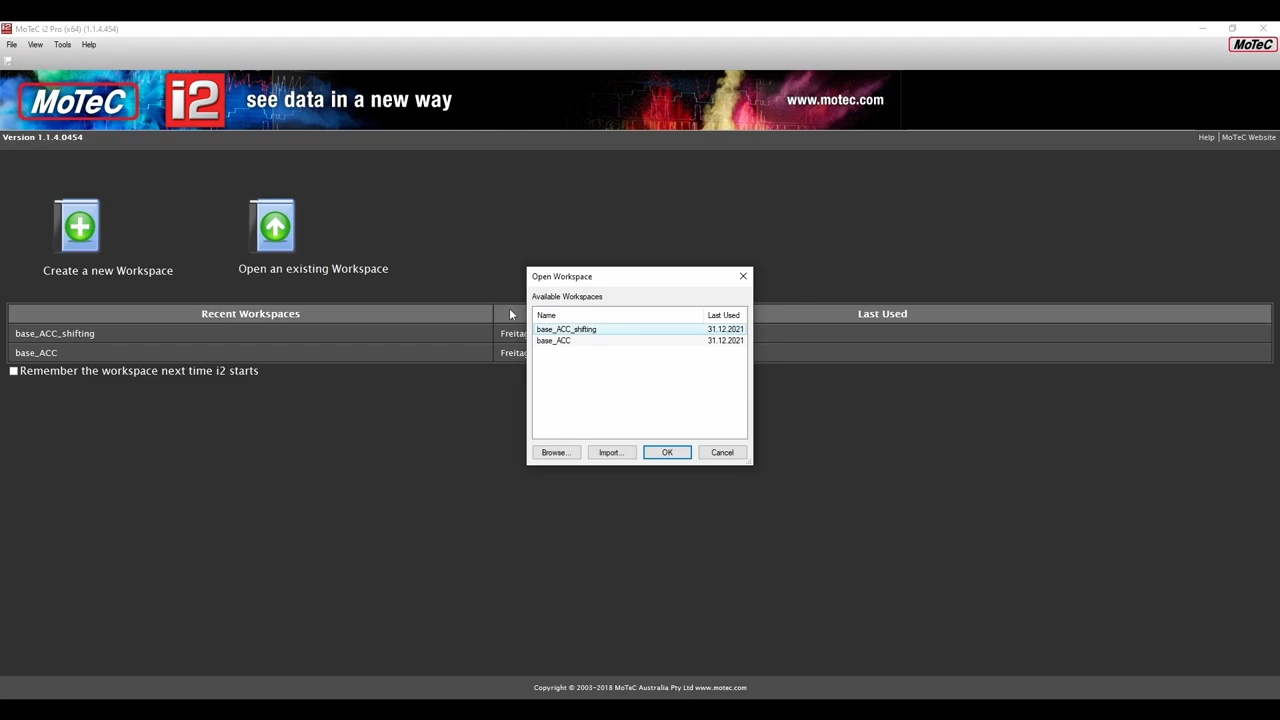 MoTeC i2 Pro (x64) (1.1.4.454)
File View Tools Help
MoTeC
MoTeC i2 see data in a new way www.motec.com
Version 1.1.4.0454 Help | MoTeC Website
Create a new Workspace
Open an existing Workspace
Recent Workspaces Last Used
base_ACC_shifting Freitag
base_ACC Freitag
Remember the workspace next time i2 starts
Open Workspace
Available Workspaces
Name Last Used
base_ACC_shifting 31.12.2021
base_ACC 31.12.2021
Browse... Import... OK Cancel
Copyright © 2003-2018 MoTeC Australia Pty Ltd www.motec.com